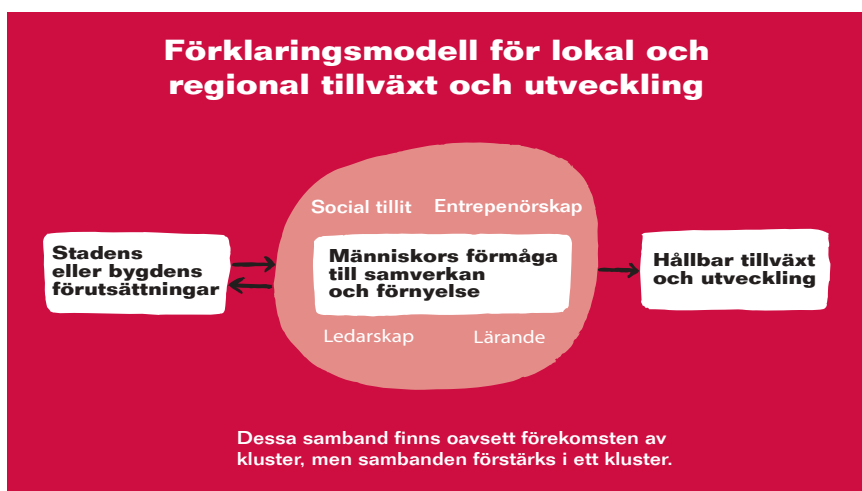 Förklaringsmodell för lokal och
regional tillväxt och utveckling
Social tillit
Entrepenörskap
Stadens
eller bygdens
förutsättningar
Människors förmåga
till samverkan
och förnyelse
Hållbar tillväxt
och utveckling
Ledarskap
Lärande
Dessa samband finns oavsett förekomsten av
kluster, men sambanden förstärks i ett kluster.